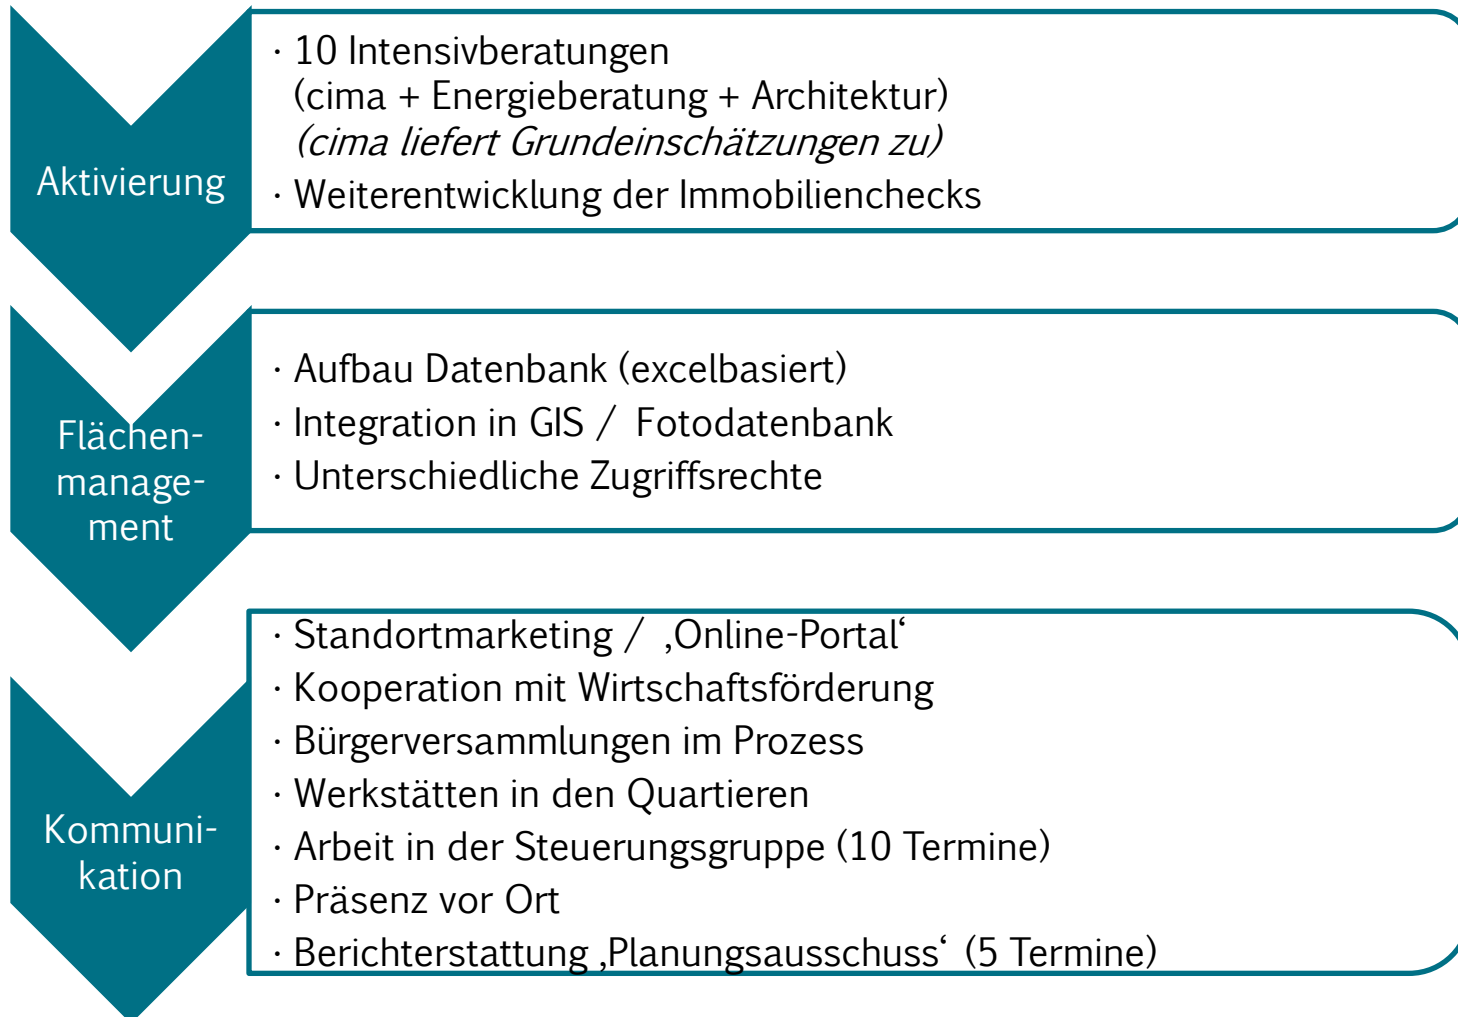 Aktivierung
· 10 Intensivberatungen
(cima + Energieberatung + Architektur)
(cima liefert Grundeinschätzungen zu)
· Weiterentwicklung der Immobilienchecks
Flächen-
manage-
ment
· Aufbau Datenbank (excelbasiert)
· Integration in GIS / Fotodatenbank
· Unterschiedliche Zugriffsrechte
Kommuni-
kation
· Standortmarketing / ‚Online-Portal‘
· Kooperation mit Wirtschaftsförderung
· Bürgerversammlungen im Prozess
· Werkstätten in den Quartieren
· Arbeit in der Steuerungsgruppe (10 Termine)
· Präsenz vor Ort
· Berichterstattung ‚Planungsausschuss‘ (5 Termine)